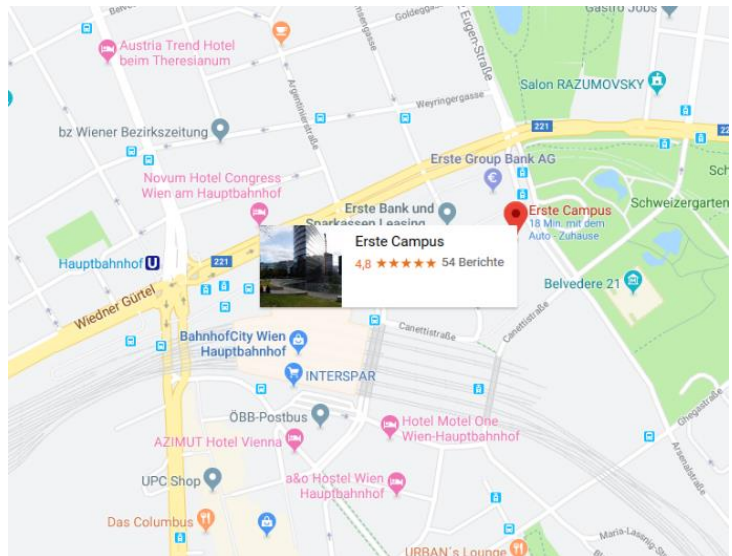 Gastro Jobs
Goldeggasse
Austria Trend Hotel
beim Theresianum
Eugen-Straße
Argentinierstraße
Salon RAZUMOVSKY
Weyringergasse
bz Wiener Bezirkszeitung
221
Erste Group Bank AG
Novum Hotel Congress
Wien am Hauptbahnhof
Schweizergarten
Erste Bank und
Sparkassen Leasing
Erste Campus
18 Min. mit dem
Auto - Zuhause
Erste Campus
4,8 ★★★★★ 54 Berichte
Hauptbahnhof U
221
Belvedere 21
Wiedner Gürtel
Canettistraße
Canettistraße
BahnhofCity Wien
Hauptbahnhof
INTERSPAR
Ghegastraße
ÖBB-Postbus
Hotel Motel One
Wien-Hauptbahnhof
AZIMUT Hotel Vienna
Arsenalstraße
UPC Shop
a&o Hostel Wien
Hauptbahnhof
Das Columbus
Maria-Lassnig-St
URBAN´s Lounge